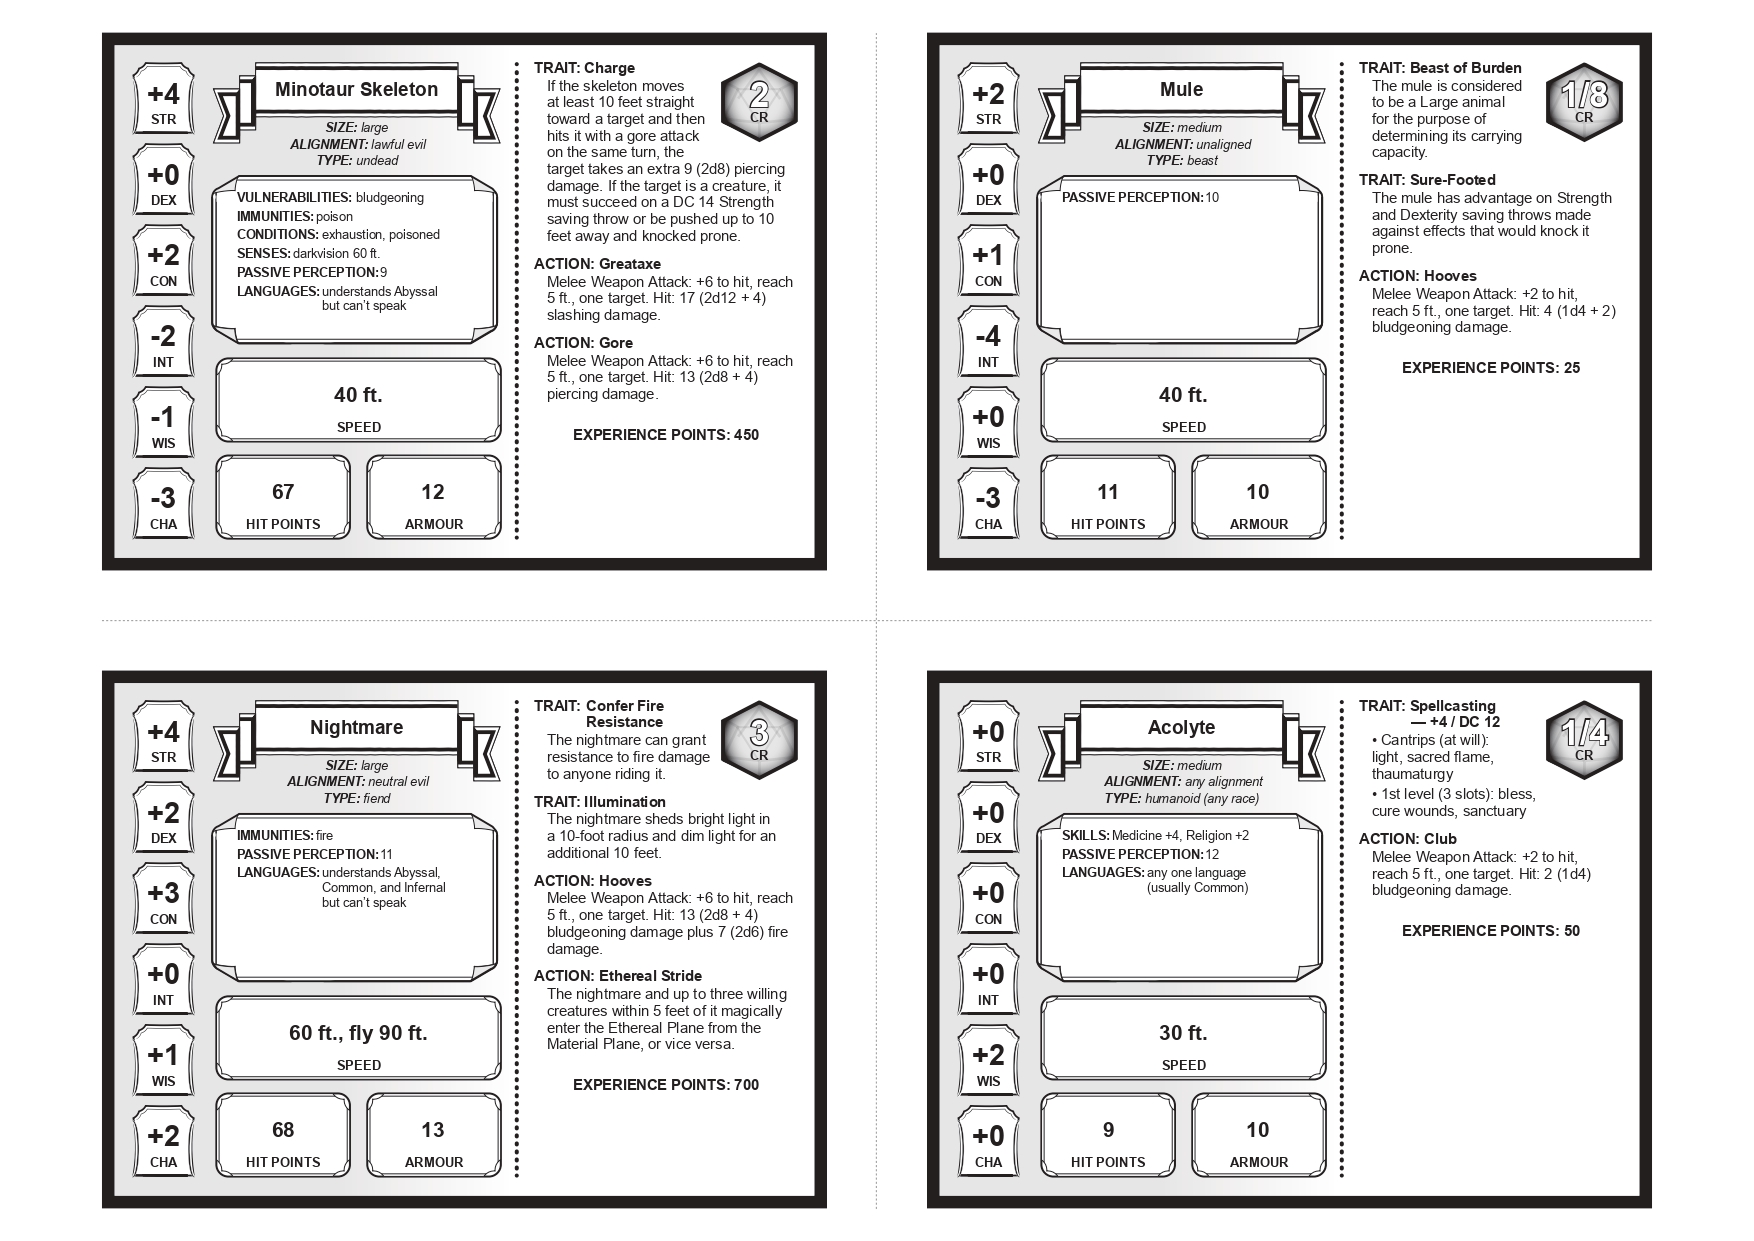 +4
STR
+0
DEX
+2
CON
-2
INT
-1
WIS
-3
CHA
Minotaur Skeleton
SIZE: large
ALIGNMENT: lawful evil
TYPE: undead
VULNERABILITIES: bludgeoning
IMMUNITIES: poison
CONDITIONS: exhaustion, poisoned
SENSES: darkvision 60 ft.
PASSIVE PERCEPTION: 9
LANGUAGES: understands Abyssal
but can't speak
40 ft.
SPEED
67
HIT POINTS
12
ARMOUR
TRAIT: Charge
If the skeleton moves
at least 10 feet straight
toward a target and then
hits it with a gore attack
on the same turn, the
target takes an extra 9 (2d8) piercing
damage. If the target is a creature, it
must succeed on a DC 14 Strength
saving throw or be pushed up to 10
feet away and knocked prone.
ACTION: Greataxe
Melee Weapon Attack: +6 to hit, reach
5 ft., one target. Hit: 17 (2d12 + 4)
slashing damage.
ACTION: Gore
Melee Weapon Attack: +6 to hit, reach
5 ft., one target. Hit: 13 (2d8 + 4)
piercing damage.
EXPERIENCE POINTS: 450
2
CR
+2
STR
+0
DEX
+1
CON
-4
INT
+0
WIS
-3
CHA
Mule
SIZE: medium
ALIGNMENT: unaligned
TYPE: beast
PASSIVE PERCEPTION: 10
40 ft.
SPEED
11
HIT POINTS
10
ARMOUR
TRAIT: Beast of Burden
The mule is considered
to be a Large animal
for the purpose of
determining its carrying
capacity.
TRAIT: Sure-Footed
The mule has advantage on Strength
and Dexterity saving throws made
against effects that would knock it
prone.
ACTION: Hooves
Melee Weapon Attack: +2 to hit,
reach 5 ft., one target. Hit: 4 (1d4 + 2)
bludgeoning damage.
EXPERIENCE POINTS: 25
1/8
CR
+4
STR
+2
DEX
+3
CON
+0
INT
+1
WIS
+2
CHA
Nightmare
SIZE: large
ALIGNMENT: neutral evil
TYPE: fiend
IMMUNITIES: fire
PASSIVE PERCEPTION: 11
LANGUAGES: understands Abyssal,
Common, and Infernal
but can't speak
60 ft., fly 90 ft.
SPEED
68
HIT POINTS
13
ARMOUR
TRAIT: Confer Fire
Resistance
The nightmare can grant
resistance to fire damage
to anyone riding it.
TRAIT: Illumination
The nightmare sheds bright light in
a 10-foot radius and dim light for an
additional 10 feet.
ACTION: Hooves
Melee Weapon Attack: +6 to hit, reach
5 ft., one target. Hit: 13 (2d8 + 4)
bludgeoning damage plus 7 (2d6) fire
damage.
ACTION: Ethereal Stride
The nightmare and up to three willing
creatures within 5 feet of it magically
enter the Ethereal Plane from the
Material Plane, or vice versa.
EXPERIENCE POINTS: 700
3
CR
+0
STR
+0
DEX
+0
CON
+0
INT
+2
WIS
+0
CHA
Acolyte
SIZE: medium
ALIGNMENT: any alignment
TYPE: humanoid (any race)
SKILLS: Medicine +4, Religion +2
PASSIVE PERCEPTION: 12
LANGUAGES: any one language
(usually Common)
30 ft.
SPEED
9
HIT POINTS
10
ARMOUR
TRAIT: Spellcasting
— +4 / DC 12
• Cantrips (at will):
light, sacred flame,
thaumaturgy
• 1st level (3 slots): bless,
cure wounds, sanctuary
ACTION: Club
Melee Weapon Attack: +2 to hit,
reach 5 ft., one target. Hit: 2 (1d4)
bludgeoning damage.
EXPERIENCE POINTS: 50
1/4
CR